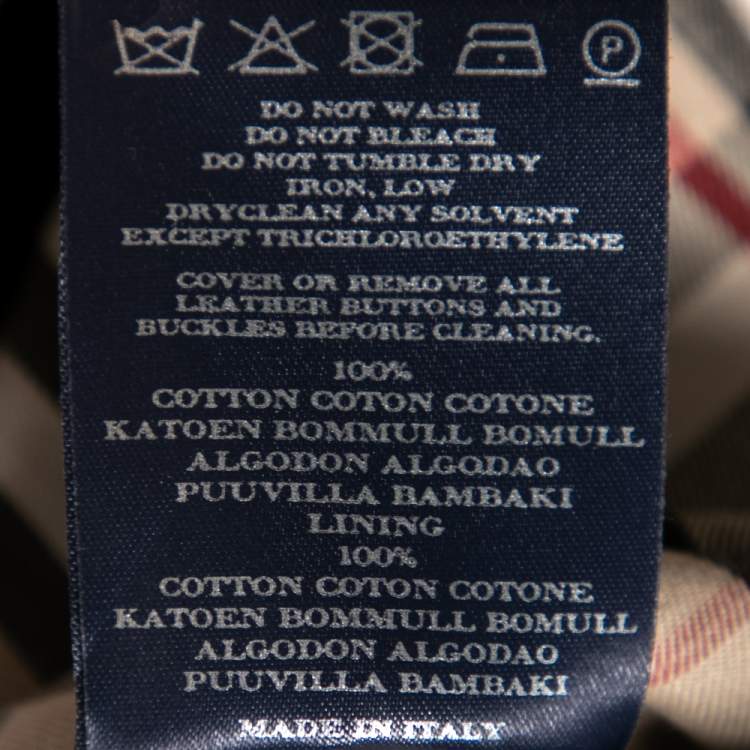 P
DO NOT WASH
DO NOT BLEACH
DO NOT TUMBLE DRY
IRON, LOW
DRYCLEAN ANY SOLVENT
EXCEPT TRICHLOROETHYLENE
COVER OR REMOVE ALL
LEATHER BUTTONS AND
BUCKLES BEFORE CLEANING.
100%
COTTON COTON COTONE
KATOEN BOMMULL BOMULL
ALGODON ALGODAO
PUUVILLA BAMBAKI
LINING
100%
COTTON COTON COTONE
KATOEN BOMMULL BOMULL
ALGODON ALGODAO
PUUVILLA BAMBAKI
MADE IN ITALY